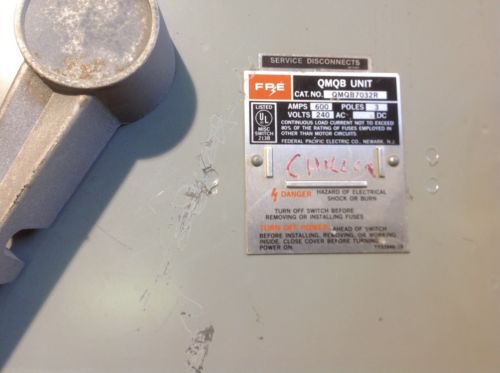 SERVICE DISCONNECTS
FPE
QMQB UNIT
CAT. NO. QMQB7032R
LISTED
UL
MISC
SWITCH
213B
AMPS 600 POLES 3
VOLTS 240 AC DC
CONTINUOUS LOAD CURRENT NOT TO EXCEED
80% OF THE RATING OF FUSES EMPLOYED IN
OTHER THAN MOTOR CIRCUITS
FEDERAL PACIFIC ELECTRIC CO., NEWARK, N.J.
DANGER HAZARD OF ELECTRICAL
SHOCK OR BURN
TURN OFF SWITCH BEFORE
REMOVING OR INSTALLING FUSES
TURN OFF POWER AHEAD OF SWITCH
BEFORE INSTALLING, REMOVING, OR WORKING
INSIDE. CLOSE COVER BEFORE TURNING
POWER ON.